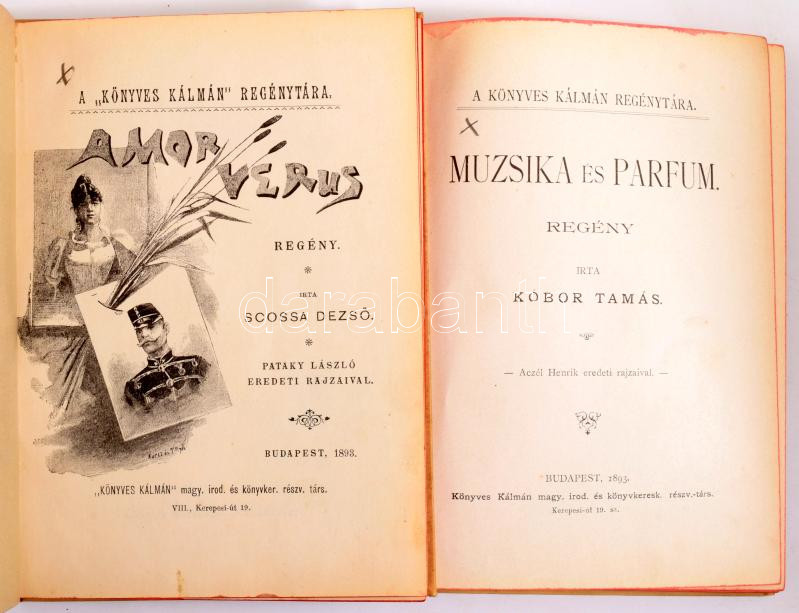 A „KÖNYVES KÁLMÁN" REGÉNYTÁRA.
AMOR
VERUS
REGÉNY.
IRTA
SCOSSA DEZSŐ.
PATAKY LÁSZLÓ
EREDETI RAJZAIVAL.
BUDAPEST, 1893.
„KÖNYVES KÁLMÁN" magy. irod. és könyvker. részv. társ.
VIII., Kerepesi-út 19.
A KÖNYVES KÁLMÁN REGÉNYTÁRA.
MUZSIKA ÉS PARFUM.
REGÉNY
IRTA
KÓBOR TAMÁS.
— Aczél Henrik eredeti rajzaival. —
BUDAPEST, 1893.
Könyves Kálmán magy. irod. és könyvkeresk. részv.-társ.
Kerepesi-ut 19. sz.
darabanth